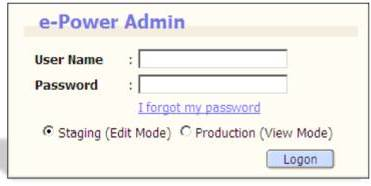 e-Power Admin
User Name :
Password :
I forgot my password
Staging (Edit Mode) Production (View Mode)
Logon